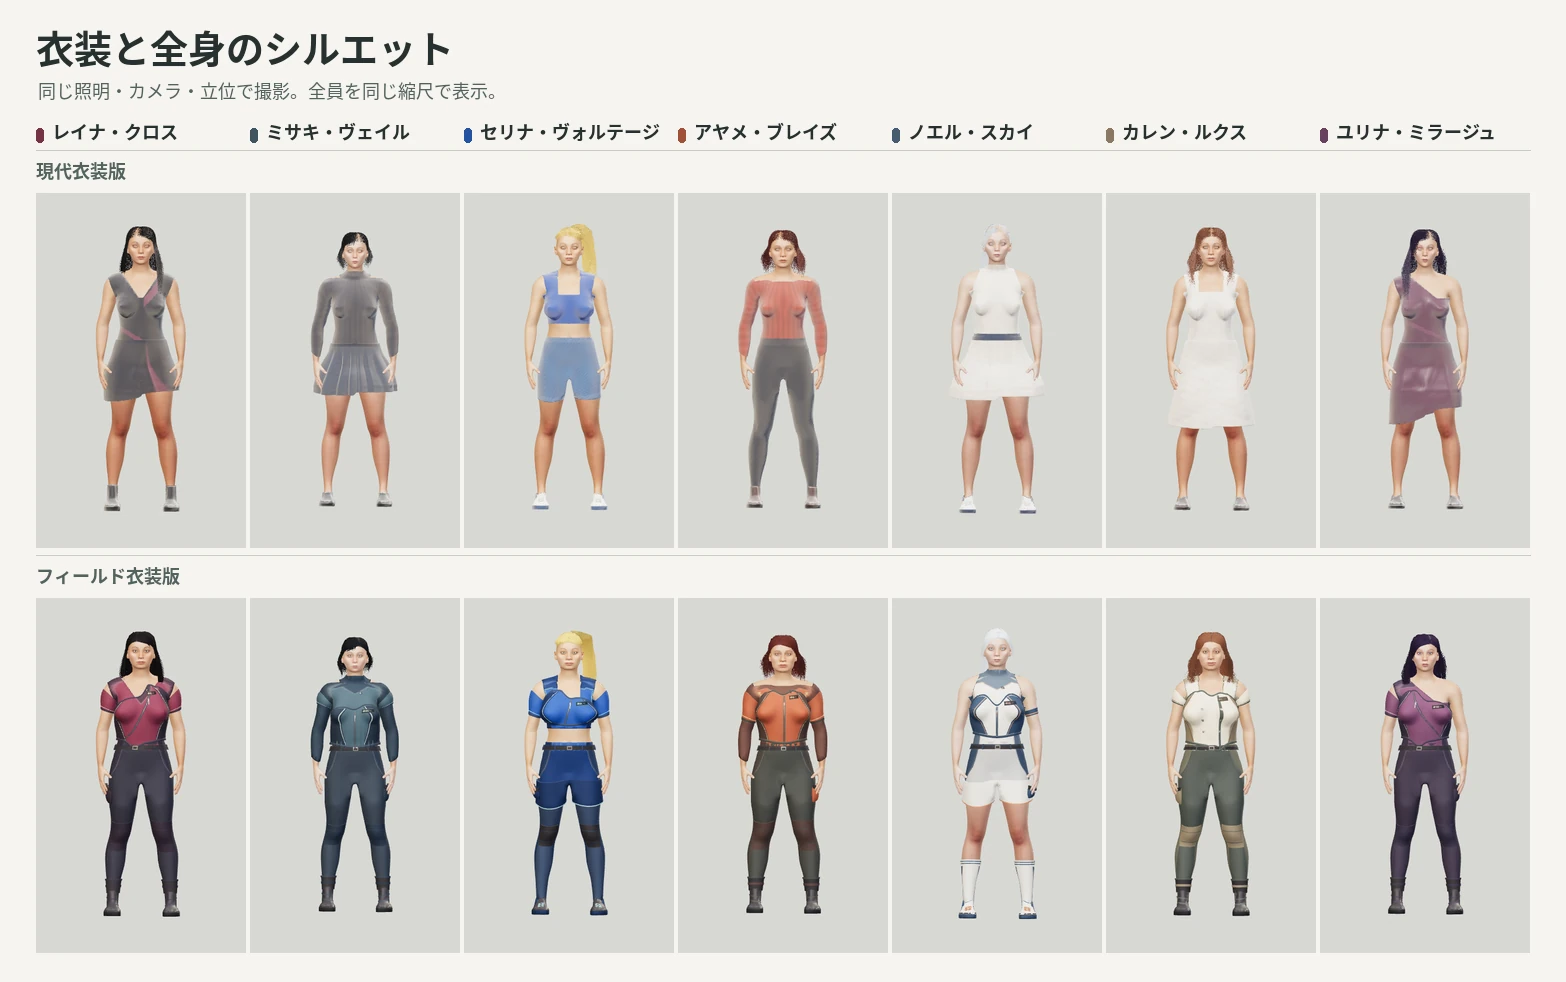 衣装と全身のシルエット
同じ照明・カメラ・立位で撮影。全員を同じ縮尺で表示。
レイナ・クロス
ミサキ・ヴェイル
セリナ・ヴォルテージ
アヤメ・ブレイズ
ノエル・スカイ
カレン・ルクス
ユリナ・ミラージュ
現代衣装版
フィールド衣装版